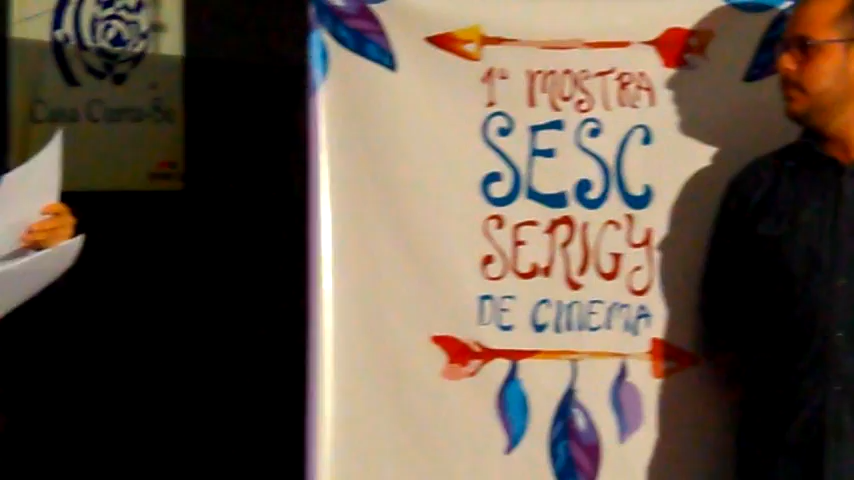 Casa Curta-Se
1ª MOSTRA
SESC
SERIGY
DE CINEMA